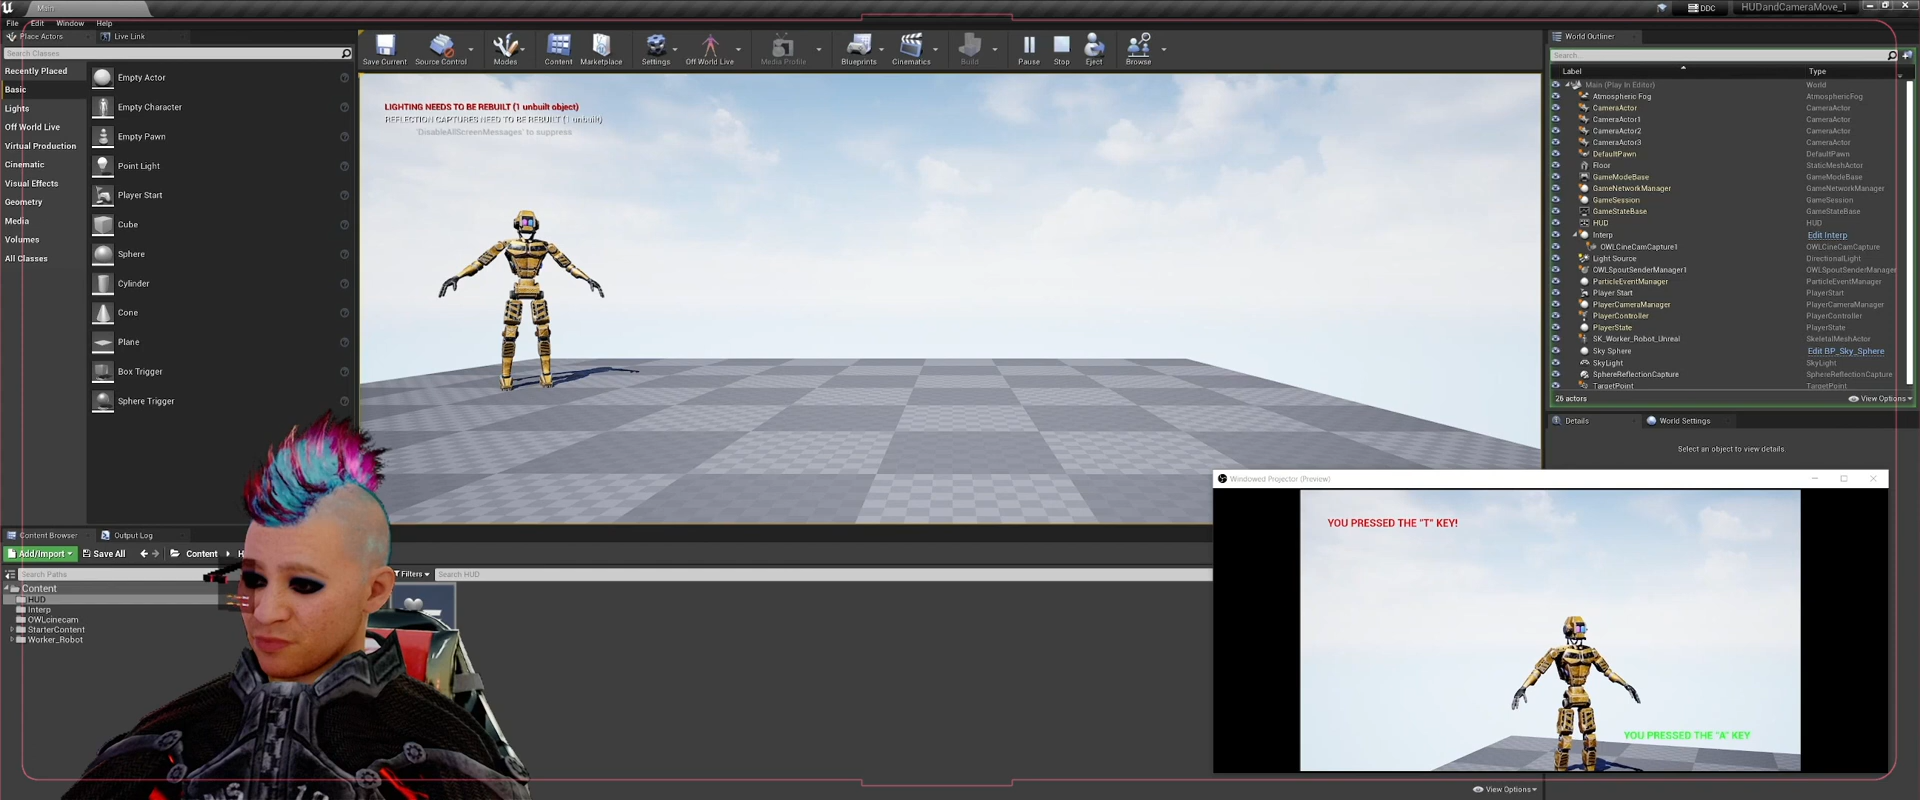 Main
DDC
HUDandCameraMove_1
File Edit Window Help
Place Actors
Live Link
World Outliner
Search Classes
Save Current
Source Control
Modes
Content
Marketplace
Settings
Off World Live
Media Profile
Blueprints
Cinematics
Build
Pause
Stop
Eject
Browse
Search...
Label Type
Recently Placed
Basic
Lights
Off World Live
Virtual Production
Cinematic
Visual Effects
Geometry
Media
Volumes
All Classes
Empty Actor
Empty Character
Empty Pawn
Point Light
Player Start
Cube
Sphere
Cylinder
Cone
Plane
Box Trigger
Sphere Trigger
LIGHTING NEEDS TO BE REBUILT (1 unbuilt object)
REFLECTION CAPTURES NEED TO BE REBUILT (1 unbuilt)
'DisableAllScreenMessages' to suppress
Main (Play In Editor) World
Atmospheric Fog AtmosphericFog
CameraActor CameraActor
CameraActor1 CameraActor
CameraActor2 CameraActor
CameraActor3 CameraActor
DefaultPawn DefaultPawn
Floor StaticMeshActor
GameModeBase GameModeBase
GameNetworkManager GameNetworkManager
GameSession GameSession
GameStateBase GameStateBase
HUD HUD
Interp Edit Interp
OWLCineCamCapture1 OWLCineCamCapture
Light Source DirectionalLight
OWLSpoutSenderManager1 OWLSpoutSenderManager
ParticleEventManager ParticleEventManager
Player Start PlayerStart
PlayerCameraManager PlayerCameraManager
PlayerController PlayerController
PlayerState PlayerState
SK_Worker_Robot_Unreal SkeletalMeshActor
Sky Sphere Edit BP_Sky_Sphere
SkyLight SkyLight
SphereReflectionCapture SphereReflectionCapture
TargetPoint TargetPoint
26 actors
View Options
Details
World Settings
Select an object to view details
Windowed Projector (Preview)
YOU PRESSED THE "T" KEY!
YOU PRESSED THE "A" KEY
Content Browser
Output Log
Add/Import
Save All
Content
Search Paths
Filters
Search HUD
Content
HUD
Interp
OWLcinecam
StarterContent
Worker_Robot
View Options